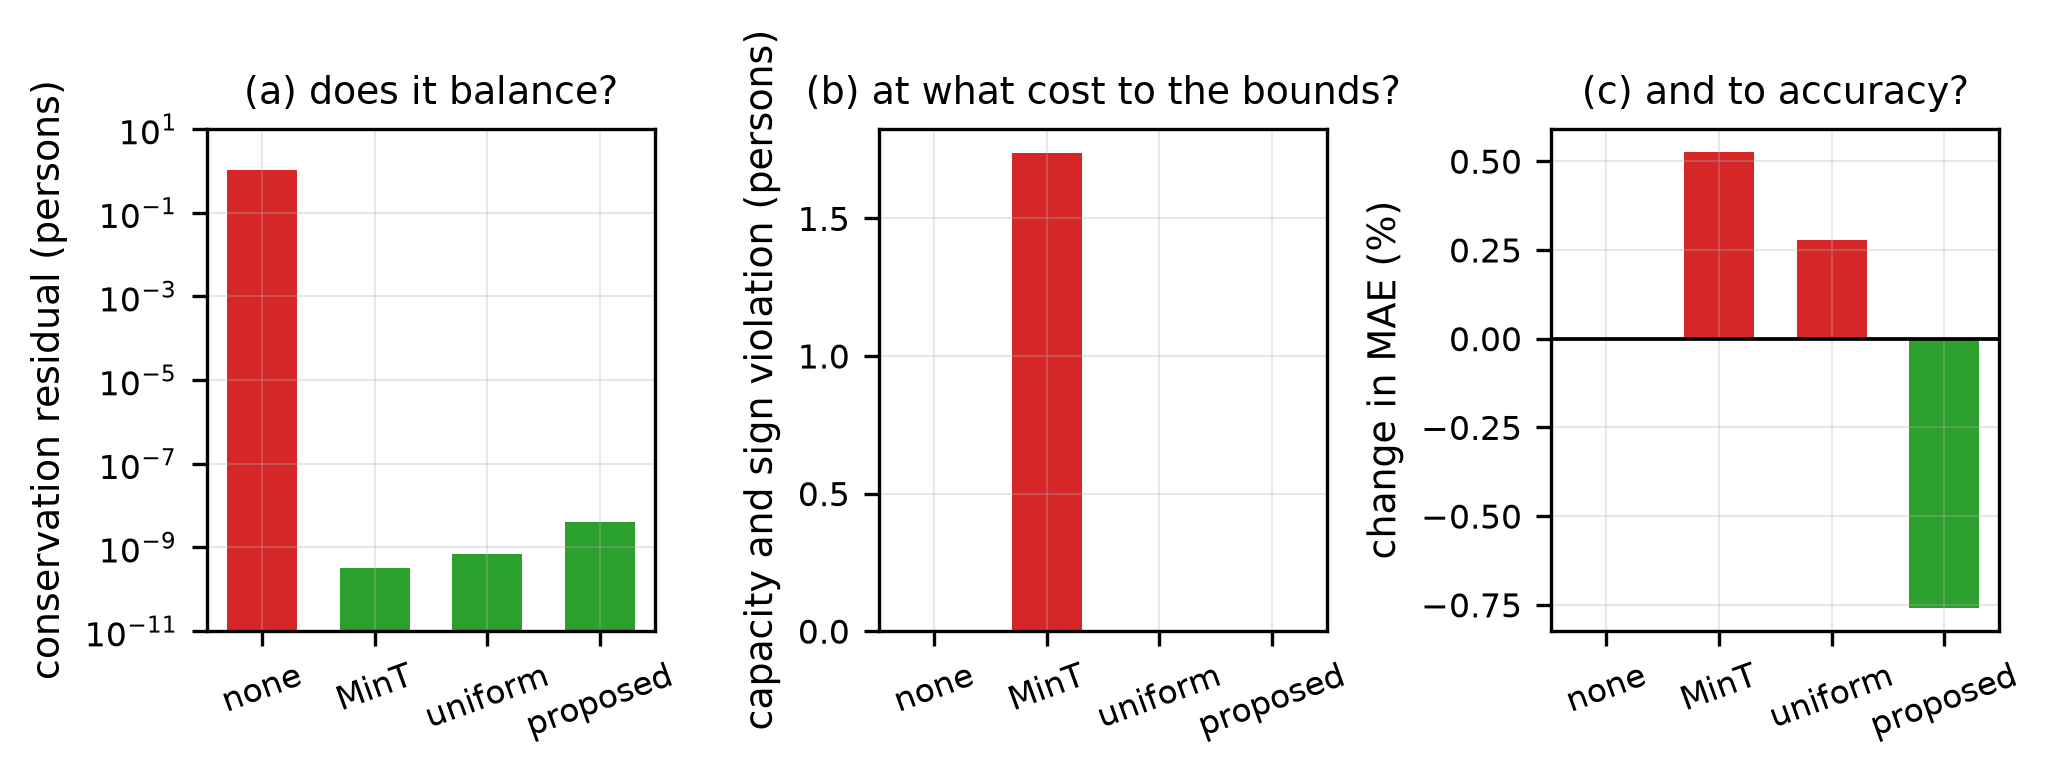 (a) does it balance?
conservation residual (persons)
10¹
10⁻¹
10⁻³
10⁻⁵
10⁻⁷
10⁻⁹
10⁻¹¹
none
MinT
uniform
proposed
(b) at what cost to the bounds?
capacity and sign violation (persons)
1.5
1.0
0.5
0.0
none
MinT
uniform
proposed
(c) and to accuracy?
change in MAE (%)
0.50
0.25
0.00
−0.25
−0.50
−0.75
none
MinT
uniform
proposed